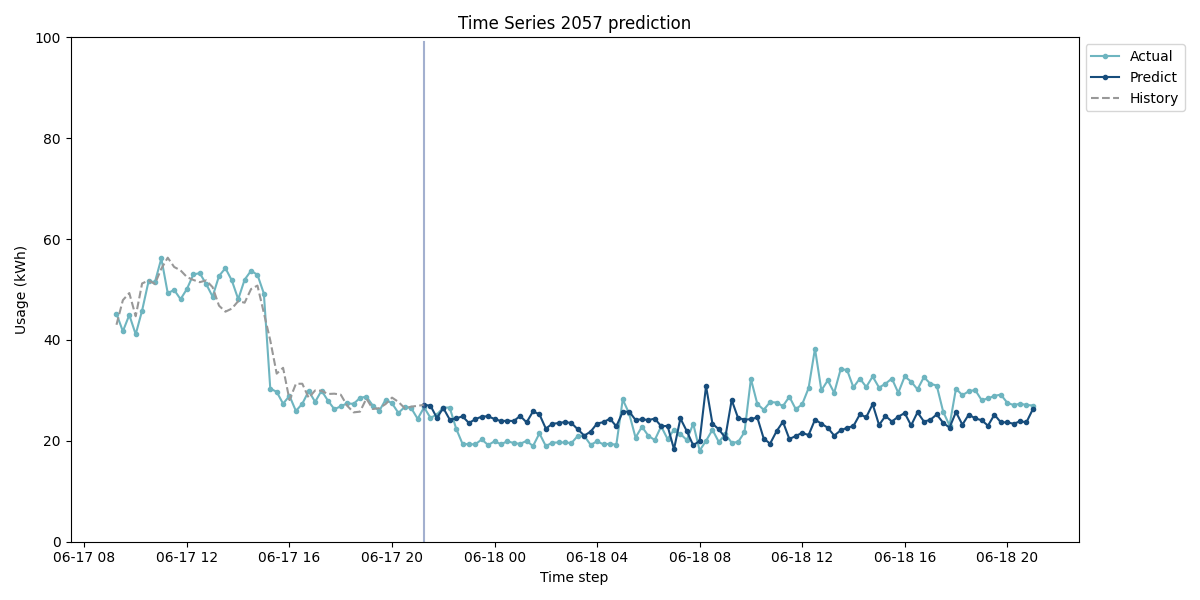 Time Series 2057 prediction
100
80
60
40
20
0
Usage (kWh)
06-17 08
06-17 12
06-17 16
06-17 20
06-18 00
06-18 04
06-18 08
06-18 12
06-18 16
06-18 20
Time step
Actual
Predict
History